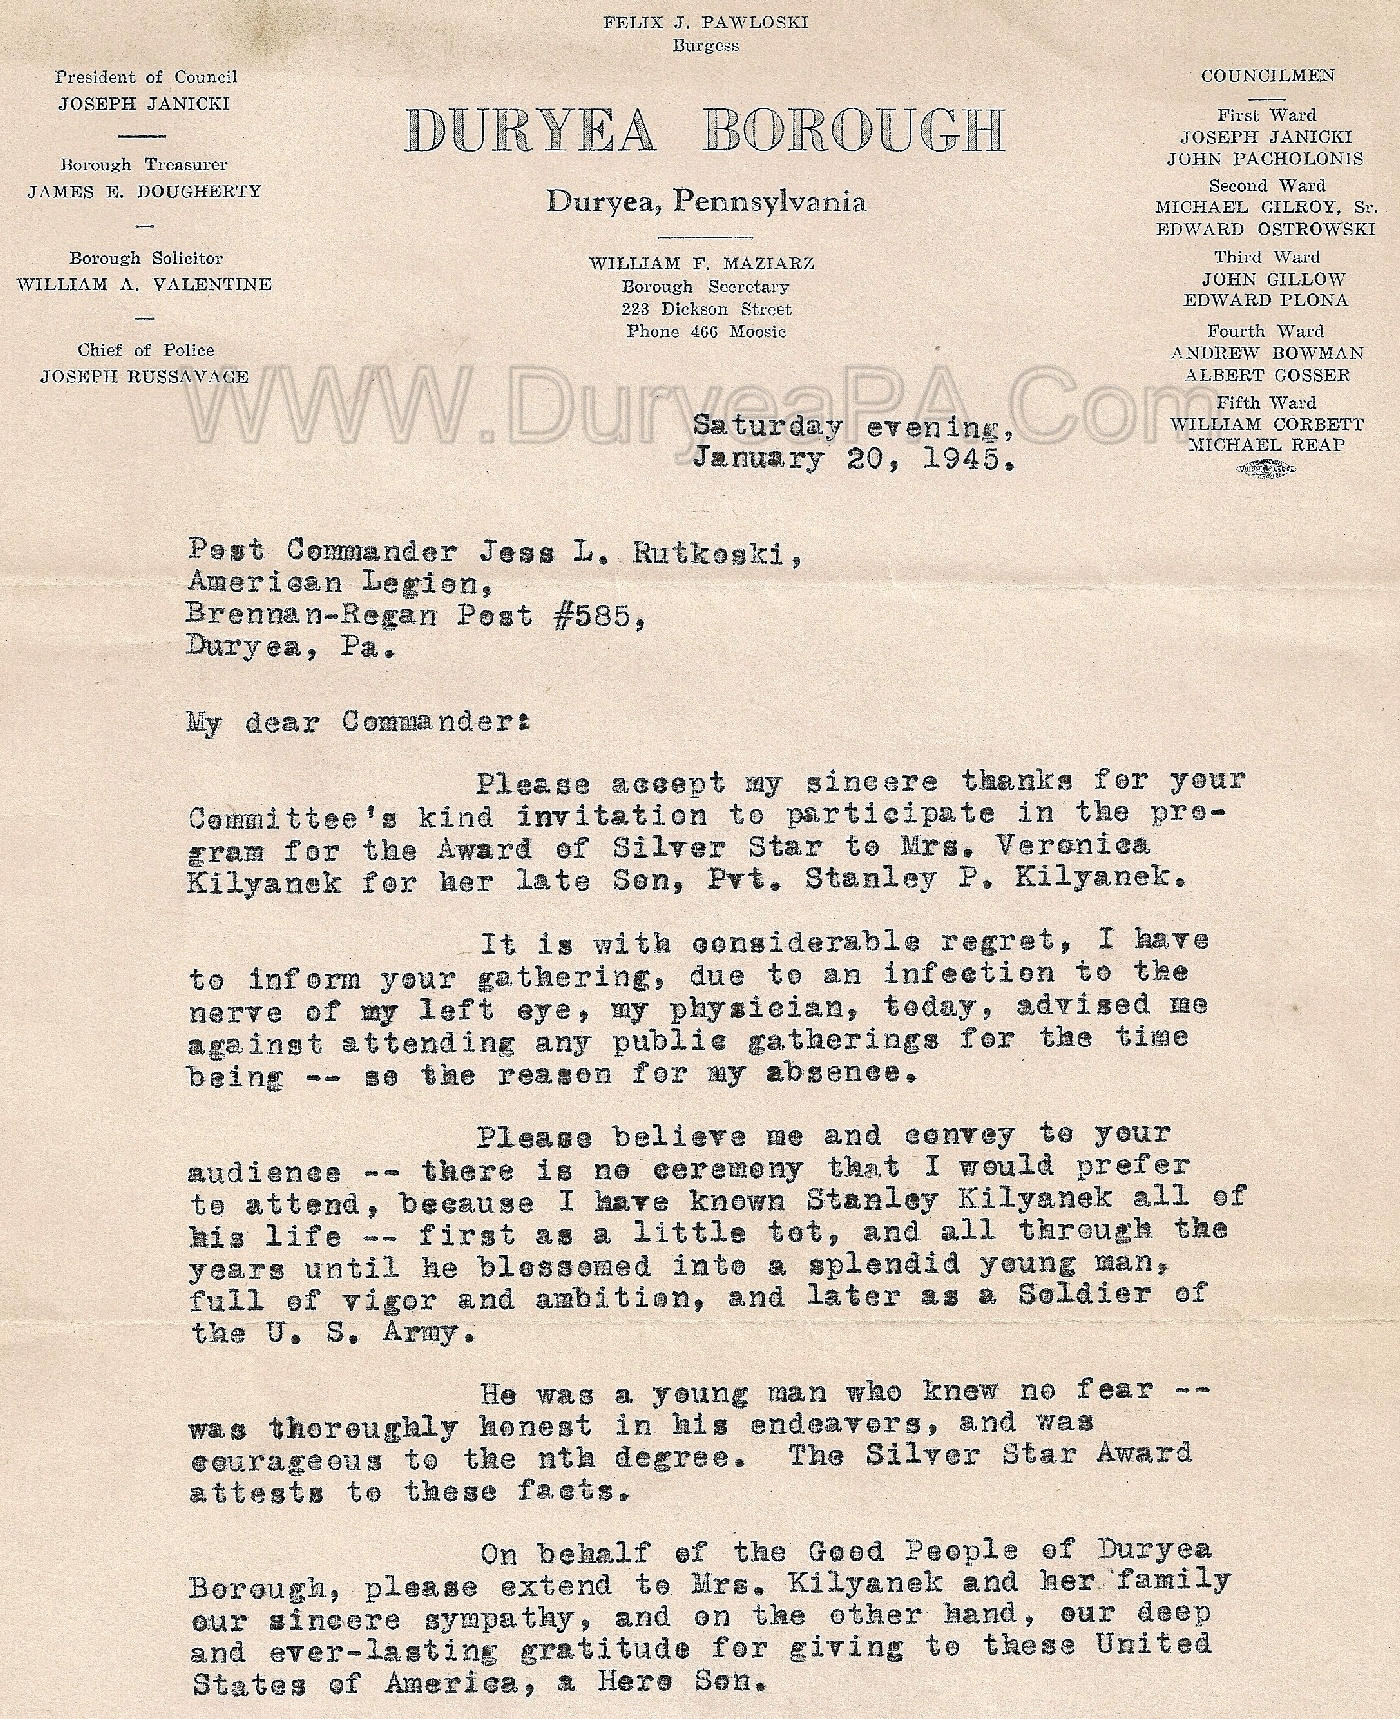 FELIX J. PAWLOSKI
Burgess
President of Council
JOSEPH JANICKI
Borough Treasurer
JAMES E. DOUGHERTY
Borough Solicitor
WILLIAM A. VALENTINE
Chief of Police
JOSEPH RUSSAVAGE
DURYEA BOROUGH
Duryea, Pennsylvania
WILLIAM F. MAZIARZ
Borough Secretary
223 Dickson Street
Phone 466 Moosic
COUNCILMEN
First Ward
JOSEPH JANICKI
JOHN PACHOLONIS
Second Ward
MICHAEL GILROY, Sr.
EDWARD OSTROWSKI
Third Ward
JOHN GILLOW
EDWARD PLONA
Fourth Ward
ANDREW BOWMAN
ALBERT GOSSER
Fifth Ward
WILLIAM CORBETT
MICHAEL REAP
WWW.DuryeaPA.Com
Saturday evening,
January 20, 1945.
Post Commander Jess L. Rutkoski,
American Legion,
Brennan-Regan Post #585,
Duryea, Pa.
My dear Commander:
Please accept my sincere thanks for your
Committee's kind invitation to participate in the pro-
gram for the Award of Silver Star to Mrs. Veronica
Kilyanek for her late Son, Pvt. Stanley P. Kilyanek.
It is with considerable regret, I have
to inform your gathering, due to an infection to the
nerve of my left eye, my physician, today, advised me
against attending any public gatherings for the time
being -- so the reason for my absence.
Please believe me and convey to your
audience -- there is no ceremony that I would prefer
to attend, because I have known Stanley Kilyanek all of
his life -- first as a little tot, and all through the
years until he blossomed into a splendid young man,
full of vigor and ambition, and later as a Soldier of
the U. S. Army.
He was a young man who knew no fear --
was thoroughly honest in his endeavors, and was
courageous to the nth degree. The Silver Star Award
attests to these facts.
On behalf of the Good People of Duryea
Borough, please extend to Mrs. Kilyanek and her family
our sincere sympathy, and on the other hand, our deep
and ever-lasting gratitude for giving to these United
States of America, a Hero Son.